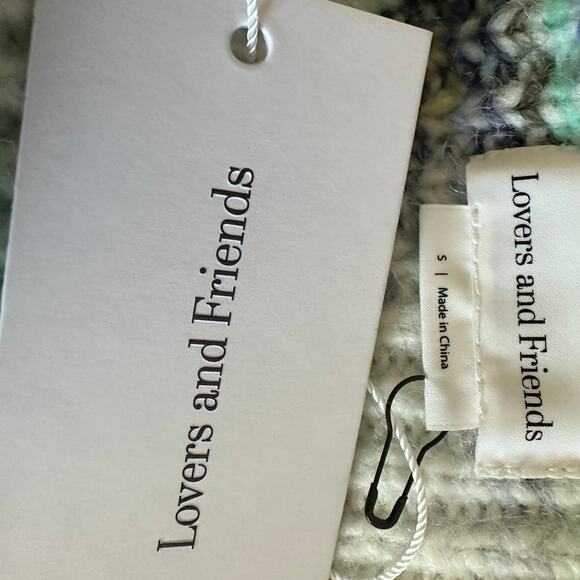 Lovers and Friends
Lovers and Friends
S | Made in China